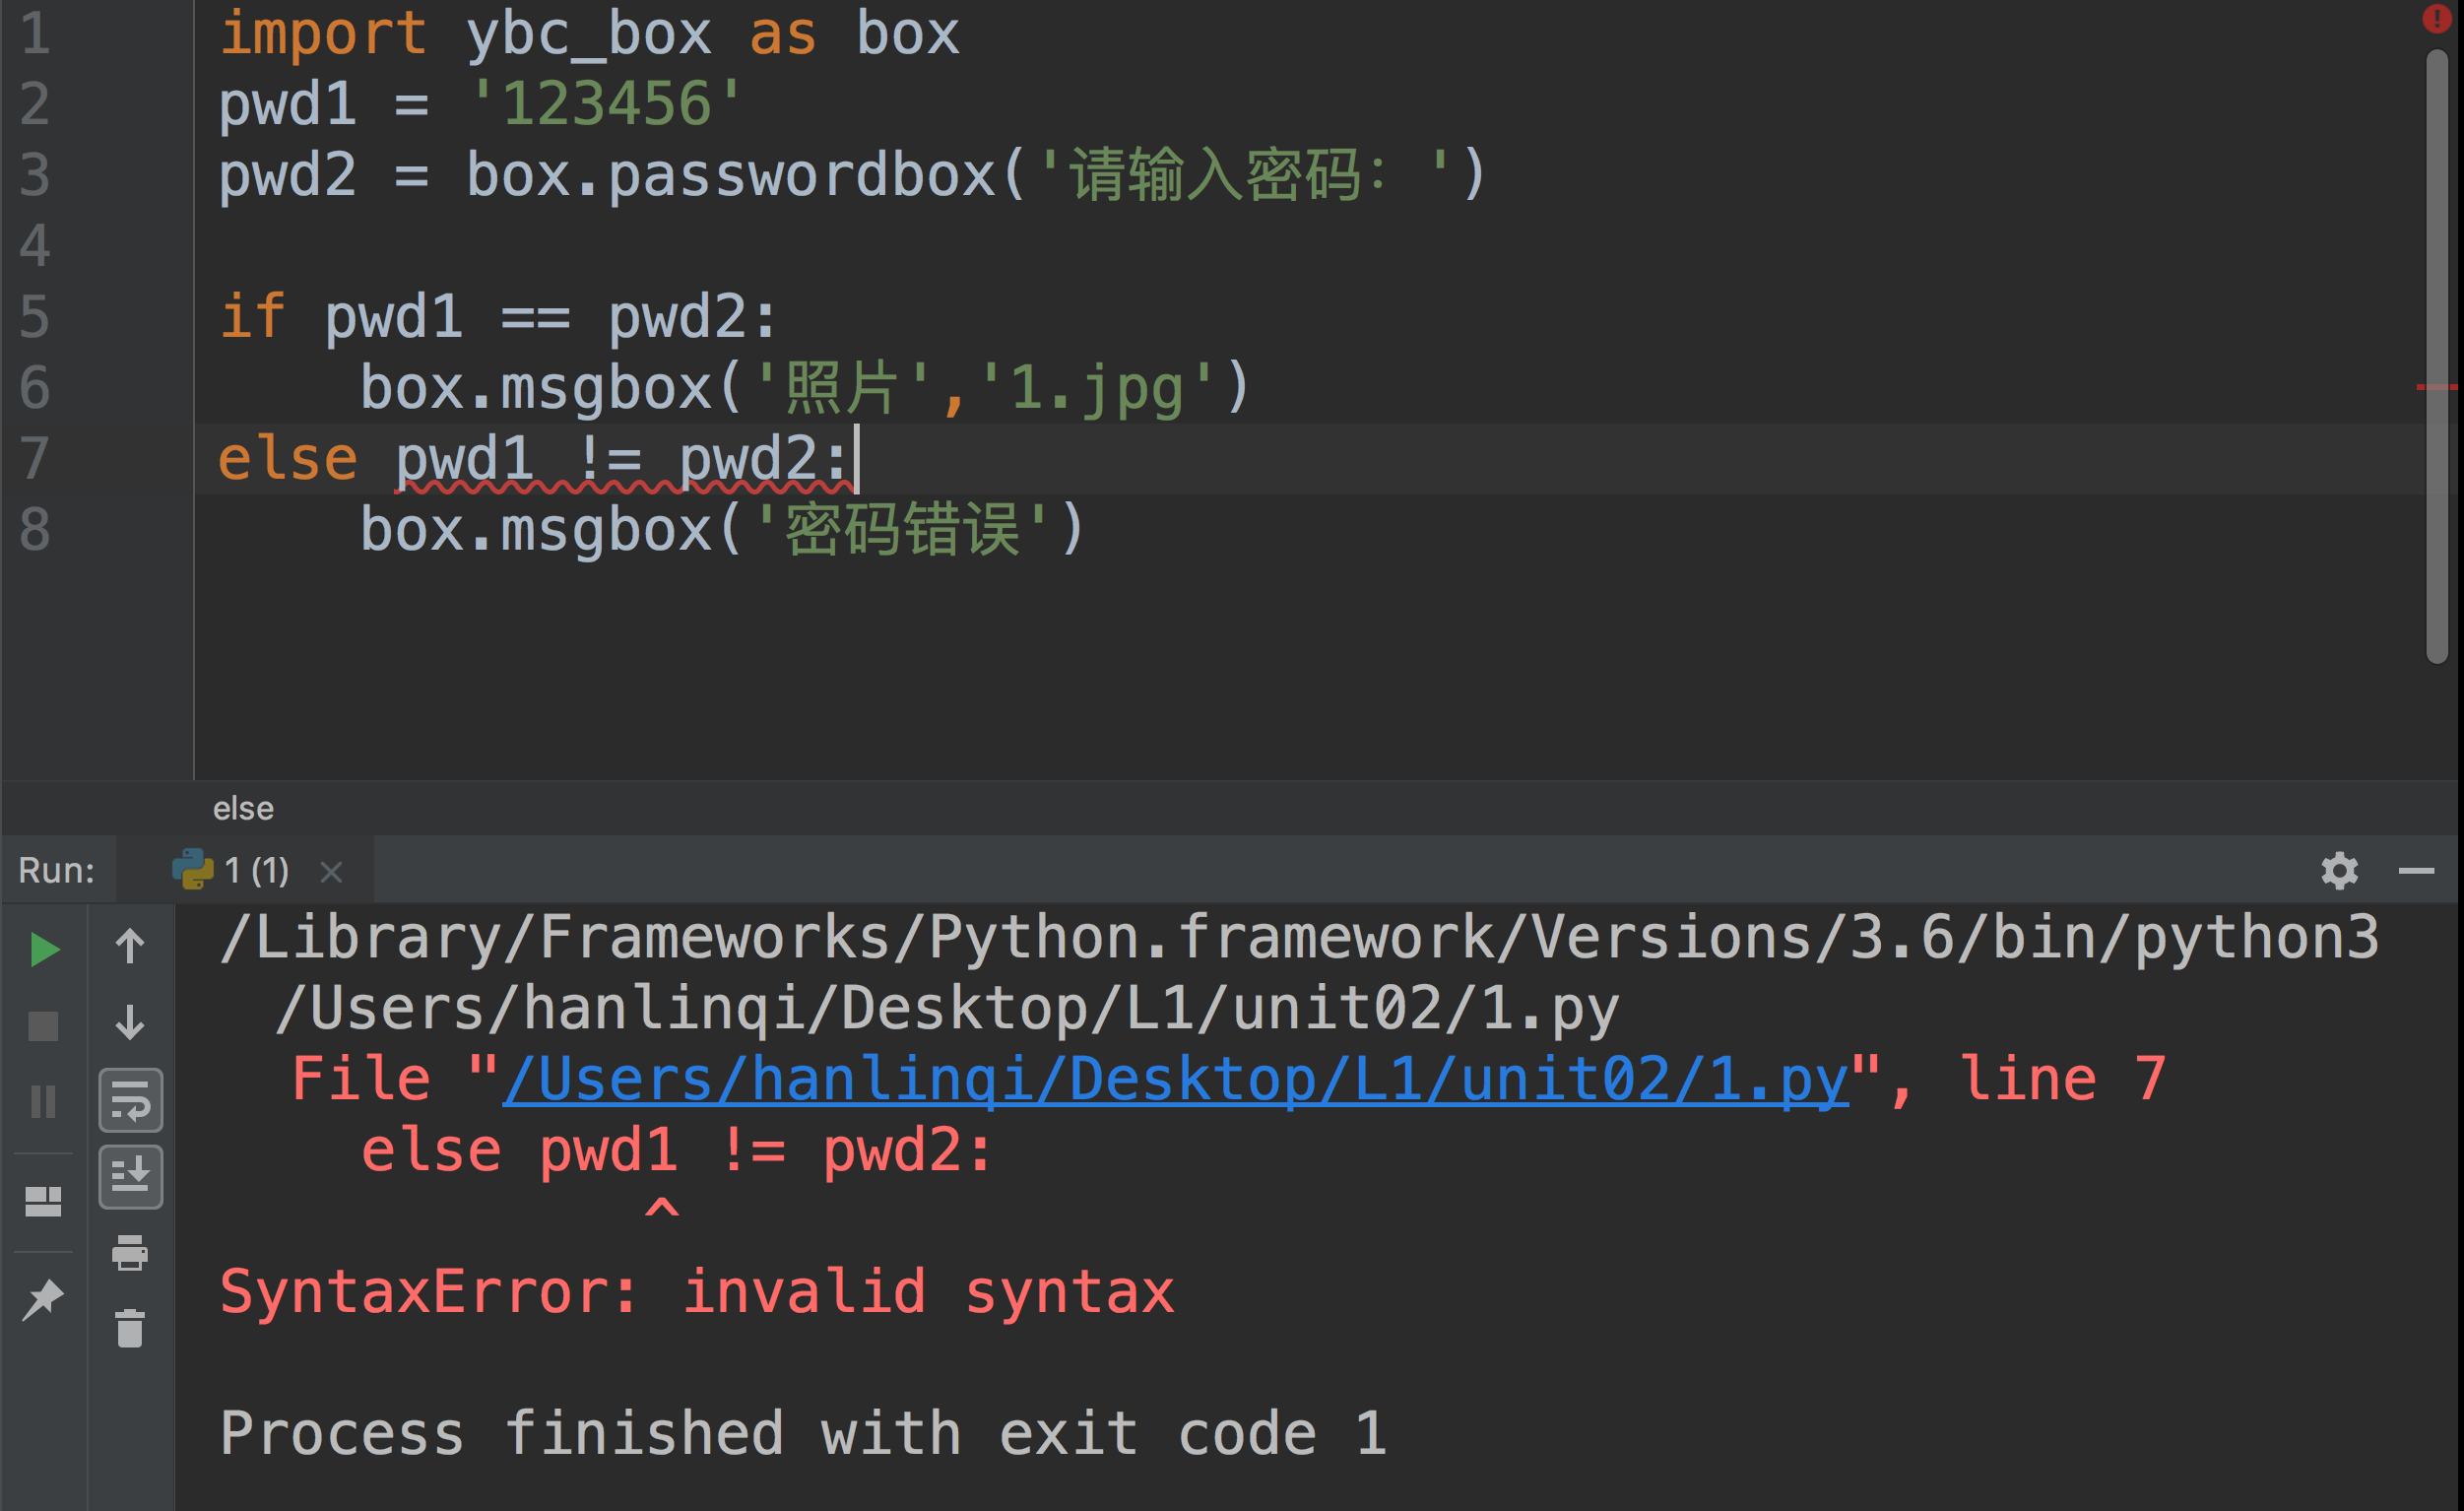 1 import ybc_box as box
2 pwd1 = '123456'
3 pwd2 = box.passwordbox('请输入密码：')
4
5 if pwd1 == pwd2:
6     box.msgbox('照片','1.jpg')
7 else pwd1 != pwd2:
8     box.msgbox('密码错误')
else
Run: 1 (1)
/Library/Frameworks/Python.framework/Versions/3.6/bin/python3
/Users/hanlinqi/Desktop/L1/unit02/1.py
File "/Users/hanlinqi/Desktop/L1/unit02/1.py", line 7
else pwd1 != pwd2:
^
SyntaxError: invalid syntax
Process finished with exit code 1